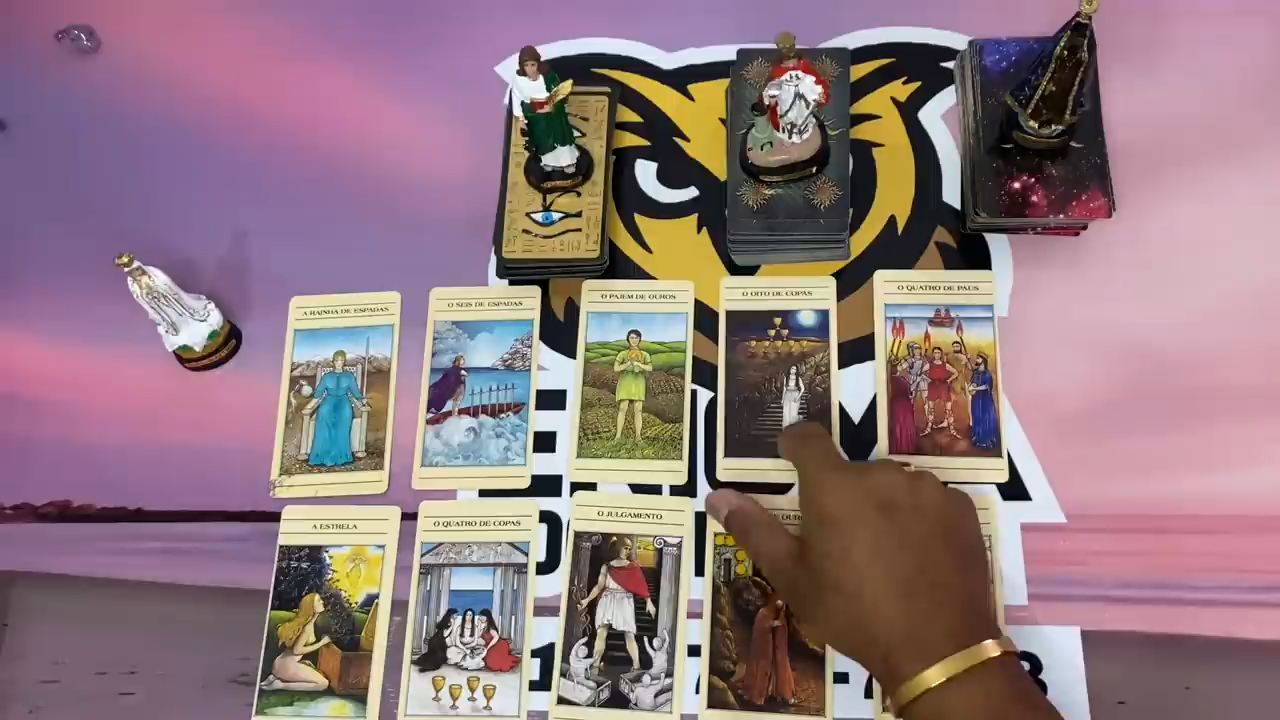 A RAINHA DE ESPADAS
O SEIS DE ESPADAS
O PAJEM DE OUROS
O OITO DE COPAS
O QUATRO DE PAUS
A ESTRELA
O QUATRO DE COPAS
O JULGAMENTO
OURO